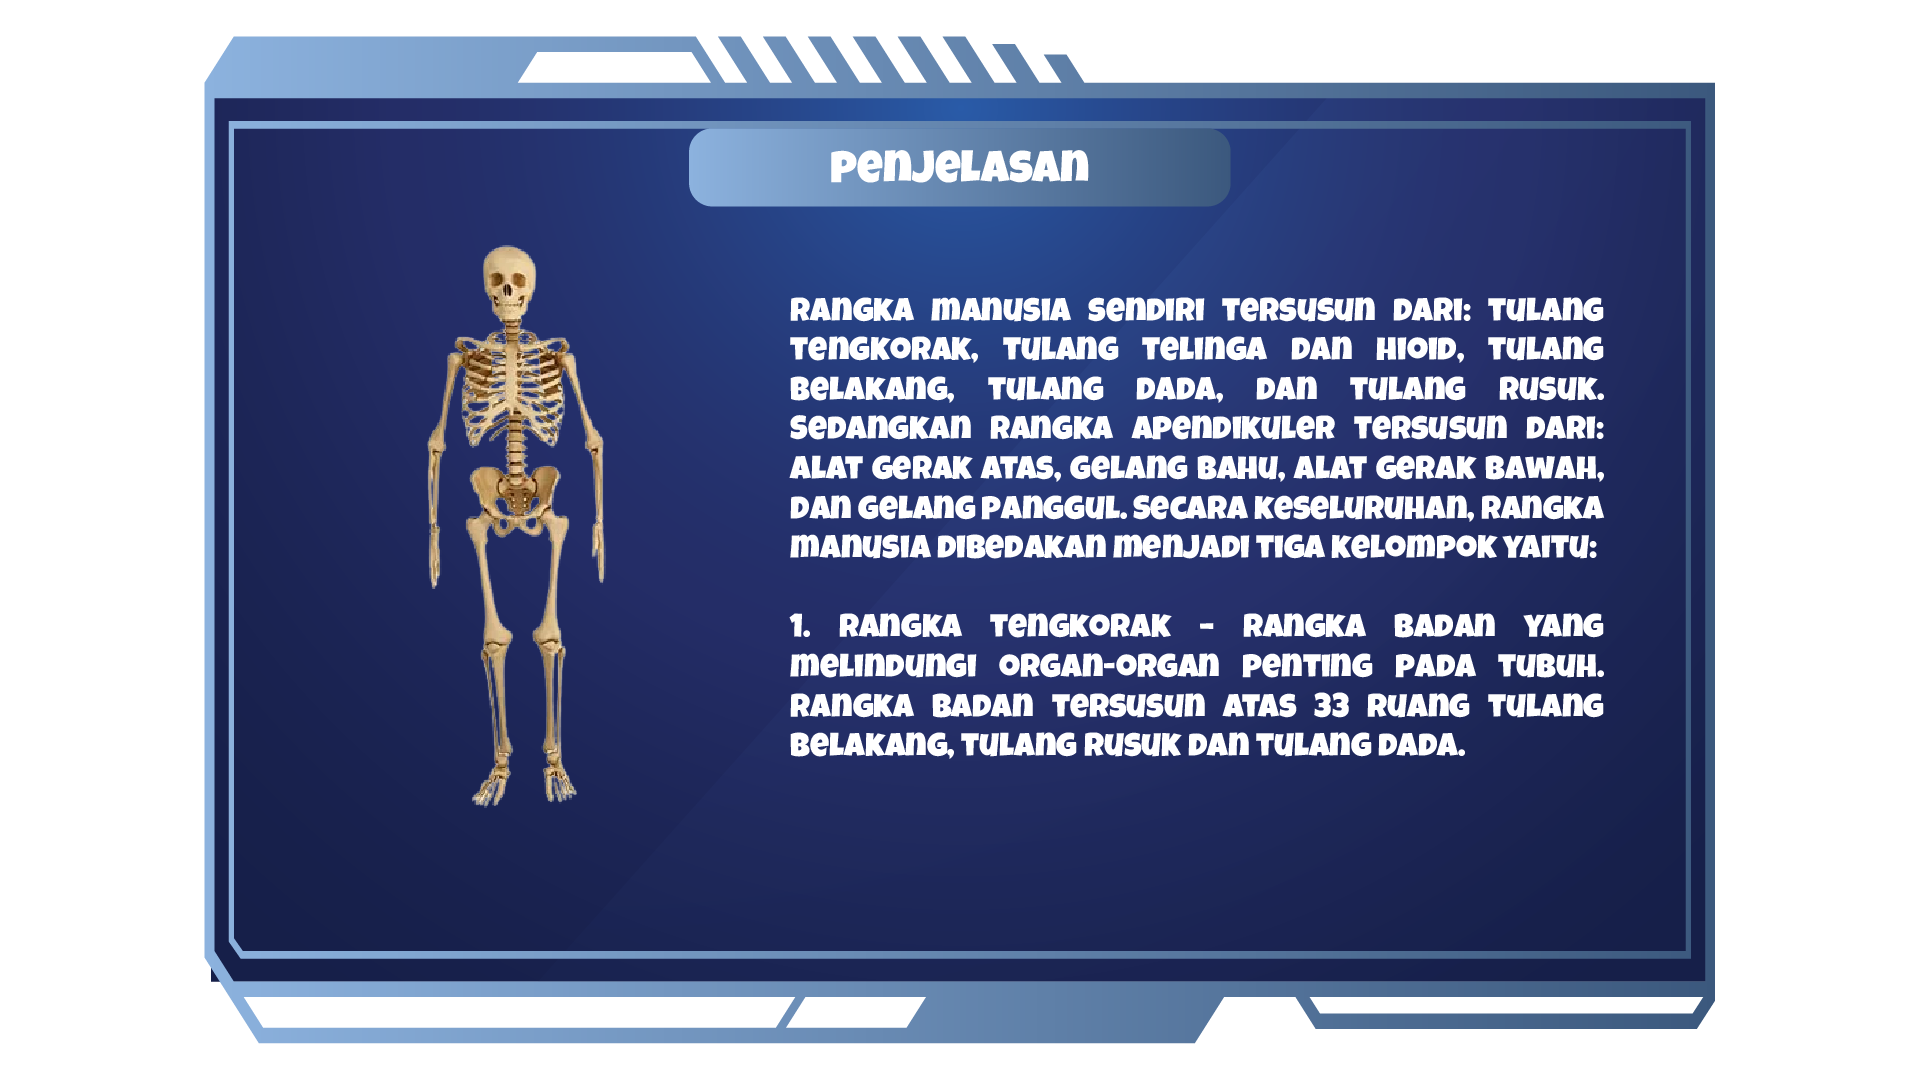 Penjelasan
Rangka manusia sendiri tersusun dari: tulang
tengkorak, tulang telinga dan hioid, tulang
belakang, tulang dada, dan tulang rusuk.
Sedangkan rangka apendikuler tersusun dari:
alat gerak atas, gelang bahu, alat gerak bawah,
dan gelang panggul. Secara keseluruhan, rangka
manusia dibedakan menjadi tiga kelompok yaitu:
1. Rangka Tengkorak - Rangka badan yang
melindungi organ-organ penting pada tubuh.
Rangka badan tersusun atas 33 ruang tulang
belakang, tulang rusuk dan tulang dada.